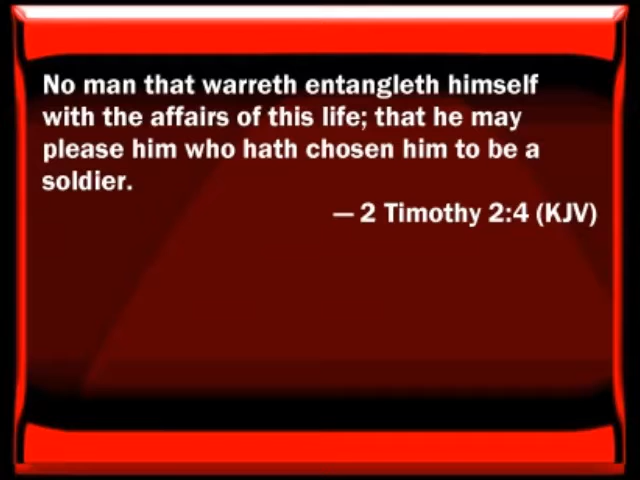 No man that warreth entangleth himself
with the affairs of this life; that he may
please him who hath chosen him to be a
soldier.
— 2 Timothy 2:4 (KJV)